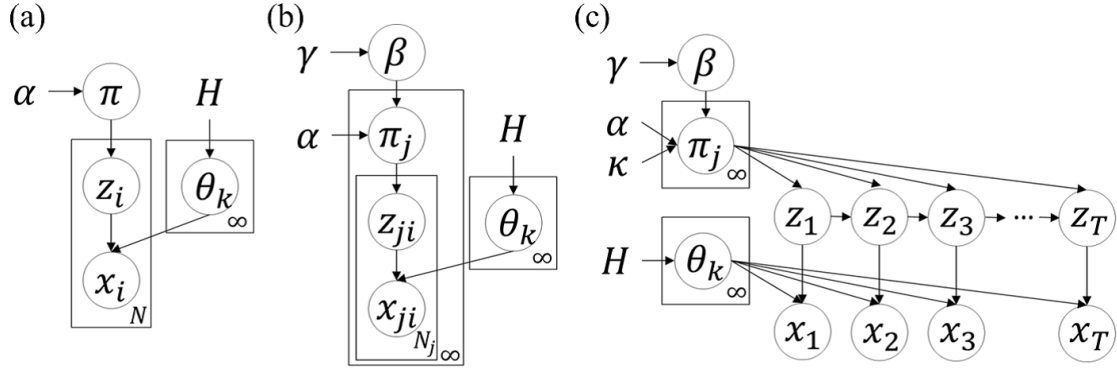 (a)
α
π
H
z_i
θ_k
∞
x_i
N
(b)
γ
β
α
π_j
H
z_ji
θ_k
∞
x_ji
N_j
∞
(c)
γ
β
α
κ
π_j
∞
z_1
z_2
z_3
...
z_T
H
θ_k
∞
x_1
x_2
x_3
x_T